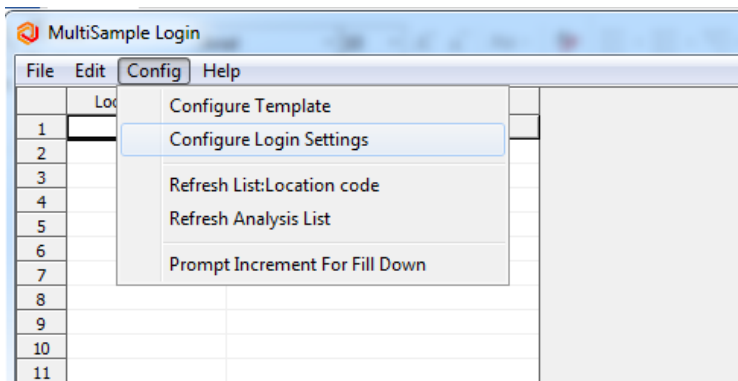 MultiSample Login
File Edit Config Help
Loc
Configure Template
1
Configure Login Settings
2
3
Refresh List:Location code
4
Refresh Analysis List
5
6
Prompt Increment For Fill Down
7
8
9
10
11